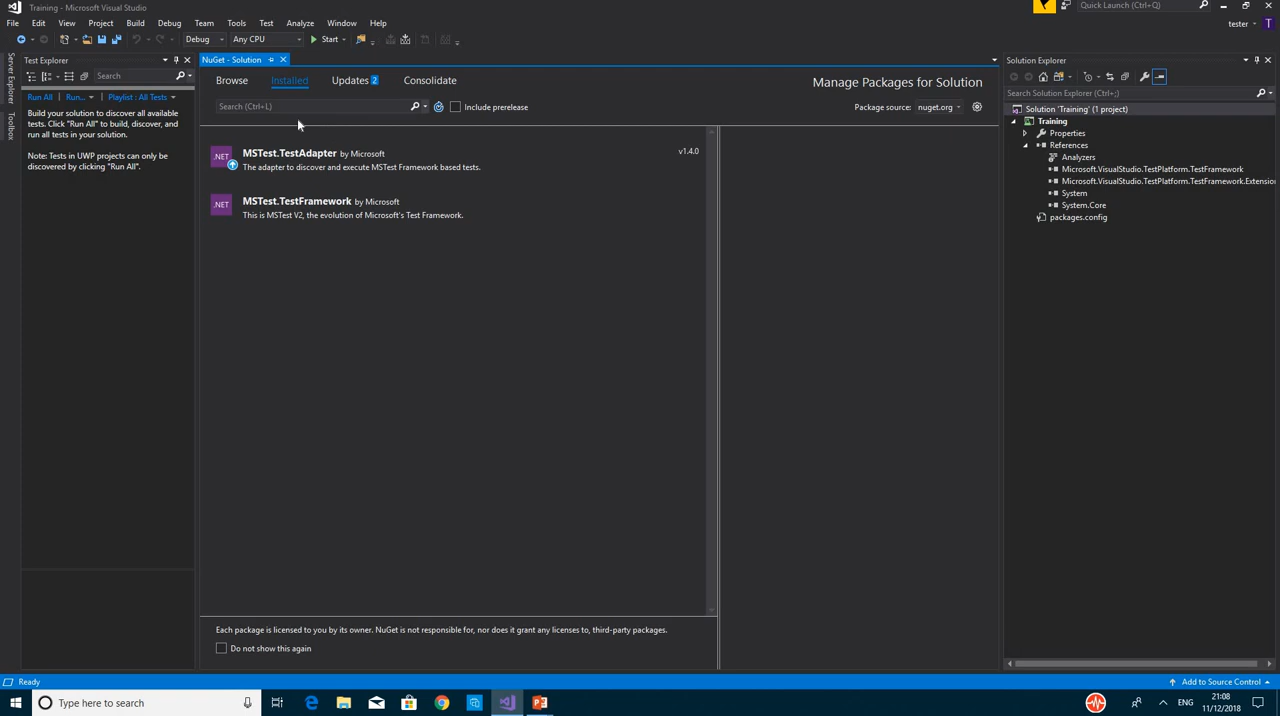 Training - Microsoft Visual Studio
Quick Launch (Ctrl+Q)
File Edit View Project Build Debug Team Tools Test Analyze Window Help
tester T
Debug Any CPU Start
Server Explorer
Toolbox
Test Explorer
Search
Run All Run... Playlist : All Tests
Build your solution to discover all available
tests. Click "Run All" to build, discover, and
run all tests in your solution.
Note: Tests in UWP projects can only be
discovered by clicking "Run All".
NuGet - Solution
Browse Installed Updates 2 Consolidate
Manage Packages for Solution
Search (Ctrl+L) Include prerelease
Package source: nuget.org
.NET MSTest.TestAdapter by Microsoft v1.4.0
The adapter to discover and execute MSTest Framework based tests.
.NET MSTest.TestFramework by Microsoft
This is MSTest V2, the evolution of Microsoft's Test Framework.
Each package is licensed to you by its owner. NuGet is not responsible for, nor does it grant any licenses to, third-party packages.
Do not show this again
Solution Explorer
Search Solution Explorer (Ctrl+;)
Solution 'Training' (1 project)
Training
Properties
References
Analyzers
Microsoft.VisualStudio.TestPlatform.TestFramework
Microsoft.VisualStudio.TestPlatform.TestFramework.Extension
System
System.Core
packages.config
Ready
Add to Source Control
Type here to search
ENG
21:08
11/12/2018